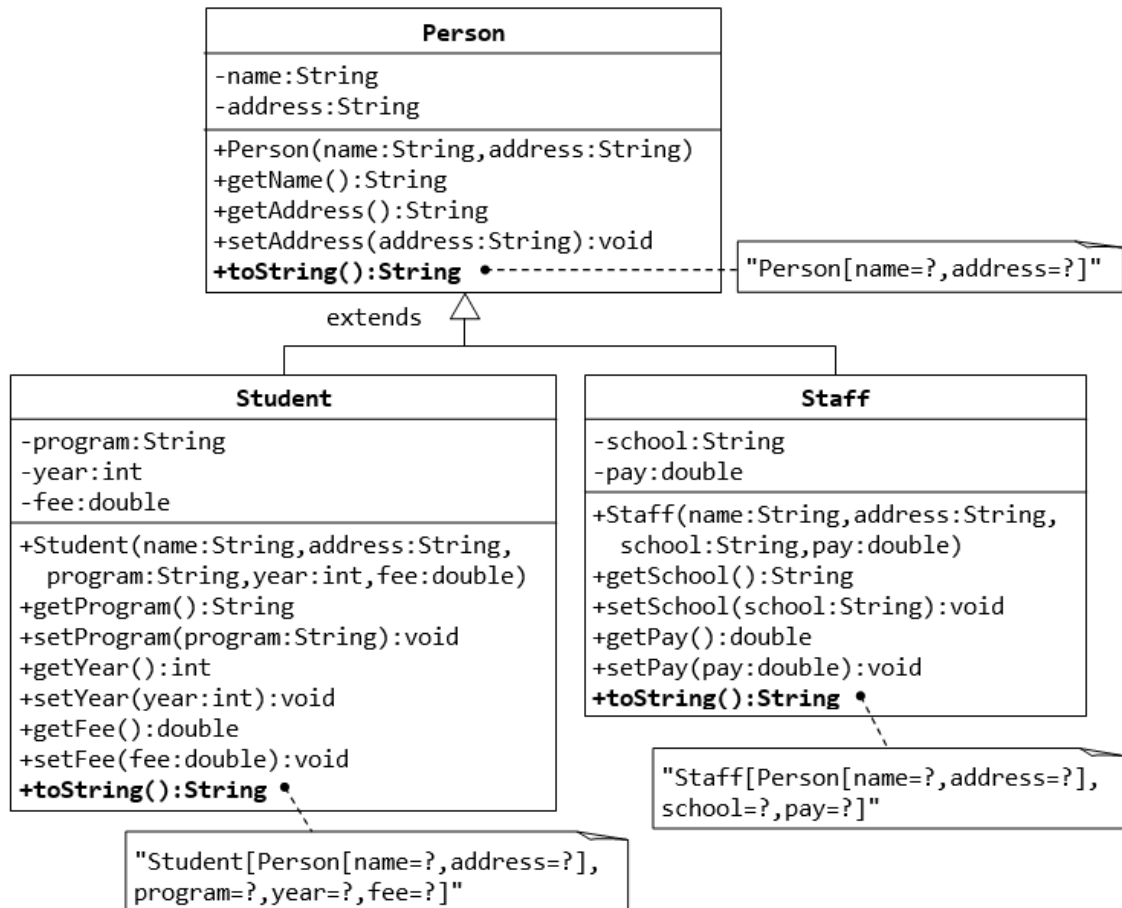 Person
-name:String
-address:String
+Person(name:String,address:String)
+getName():String
+getAddress():String
+setAddress(address:String):void
+toString():String
"Person[name=?,address=?]"
extends
Student
-program:String
-year:int
-fee:double
+Student(name:String,address:String,
program:String,year:int,fee:double)
+getProgram():String
+setProgram(program:String):void
+getYear():int
+setYear(year:int):void
+getFee():double
+setFee(fee:double):void
+toString():String
"Student[Person[name=?,address=?],
program=?,year=?,fee=?]"
Staff
-school:String
-pay:double
+Staff(name:String,address:String,
school:String,pay:double)
+getSchool():String
+setSchool(school:String):void
+getPay():double
+setPay(pay:double):void
+toString():String
"Staff[Person[name=?,address=?],
school=?,pay=?]"